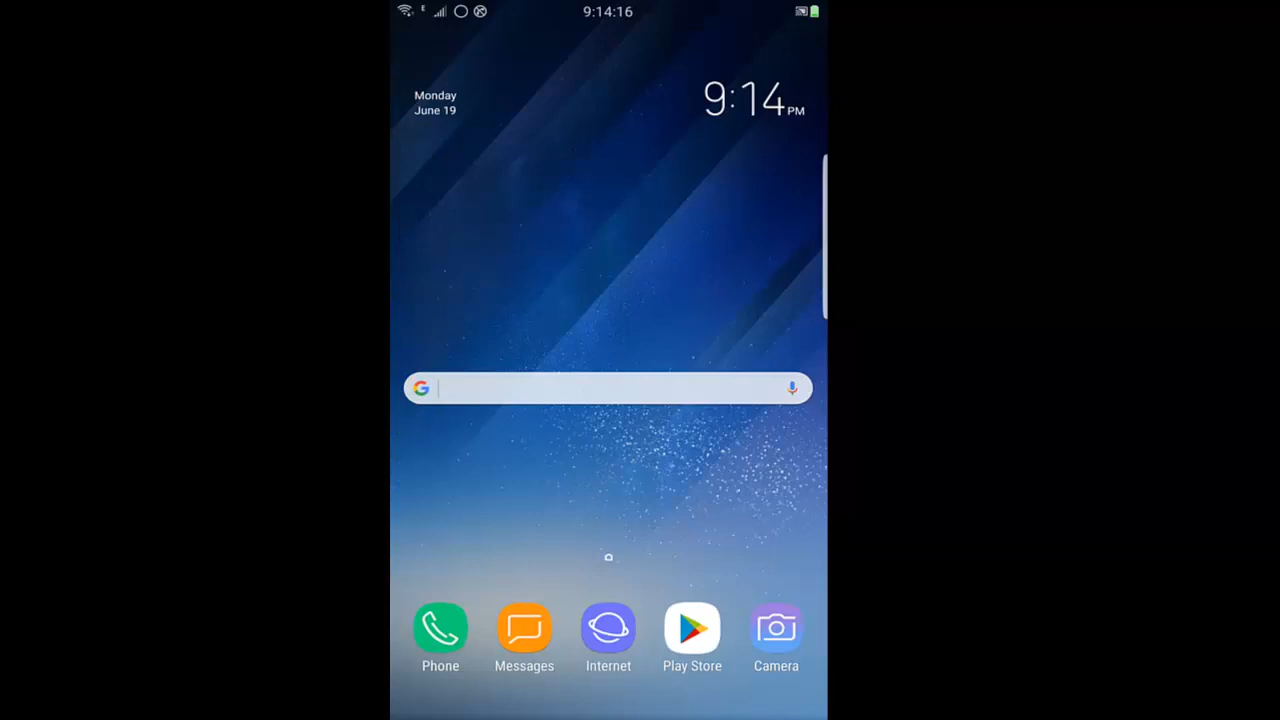 E
9:14:16
Monday
June 19
9:14 PM
G
Phone
Messages
Internet
Play Store
Camera